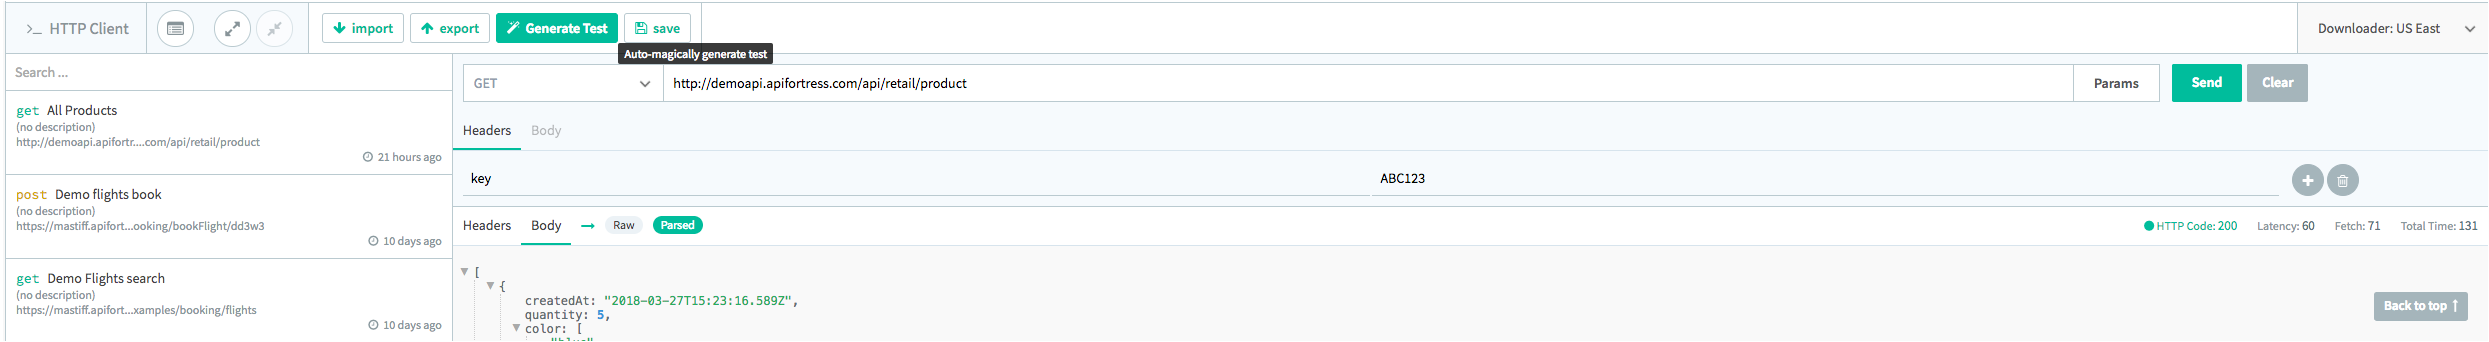 >_ HTTP Client
import
export
Generate Test
save
Downloader: US East
Auto-magically generate test
Search ...
GET
http://demoapi.apifortress.com/api/retail/product
Params
Send
Clear
get All Products
(no description)
http://demoapi.apifortr....com/api/retail/product
21 hours ago
post Demo flights book
(no description)
https://mastiff.apifort...ooking/bookFlight/dd3w3
10 days ago
get Demo Flights search
(no description)
https://mastiff.apifort...xamples/booking/flights
10 days ago
Headers Body
key ABC123
Headers Body → Raw Parsed
HTTP Code: 200 Latency: 60 Fetch: 71 Total Time: 131
[
{
createdAt: "2018-03-27T15:23:16.589Z",
quantity: 5,
color: [
"blue"
Back to top ↑